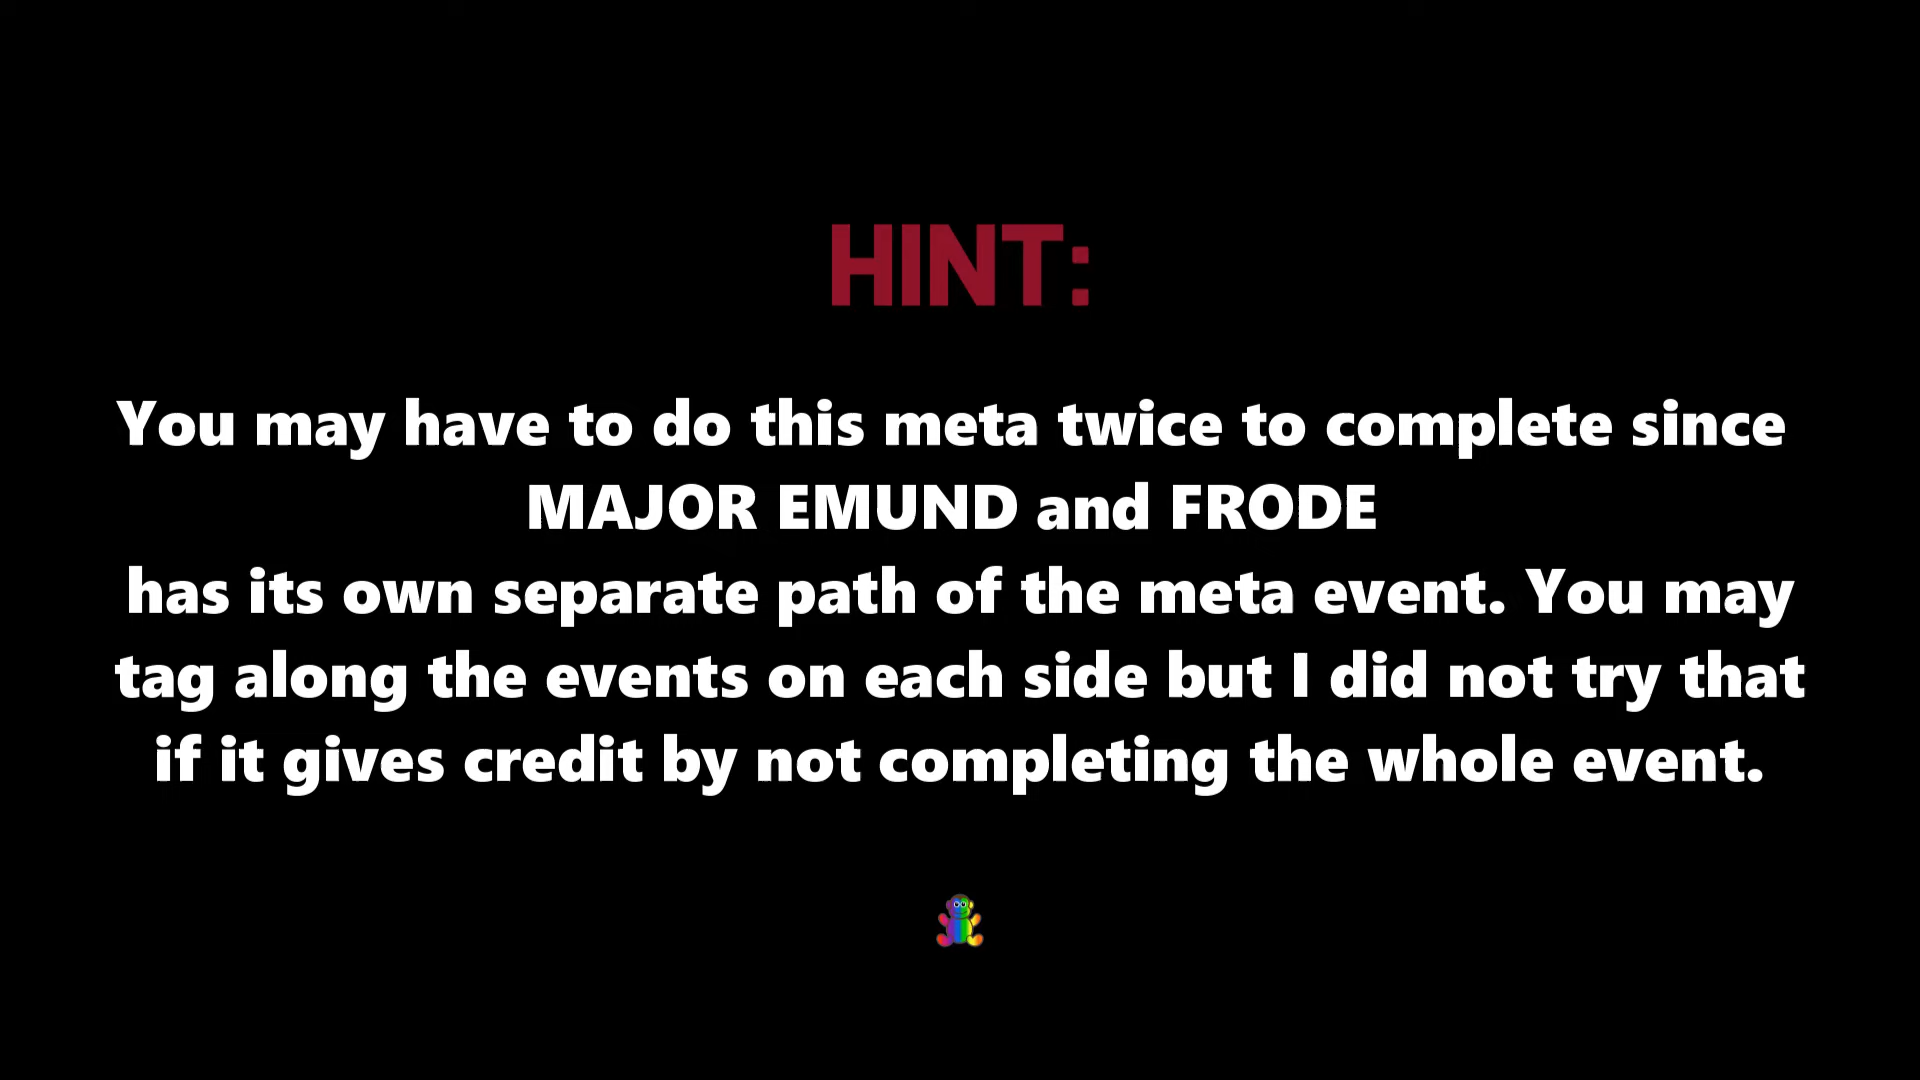 HINT:
You may have to do this meta twice to complete since
MAJOR EMUND and FRODE
has its own separate path of the meta event. You may
tag along the events on each side but I did not try that
if it gives credit by not completing the whole event.